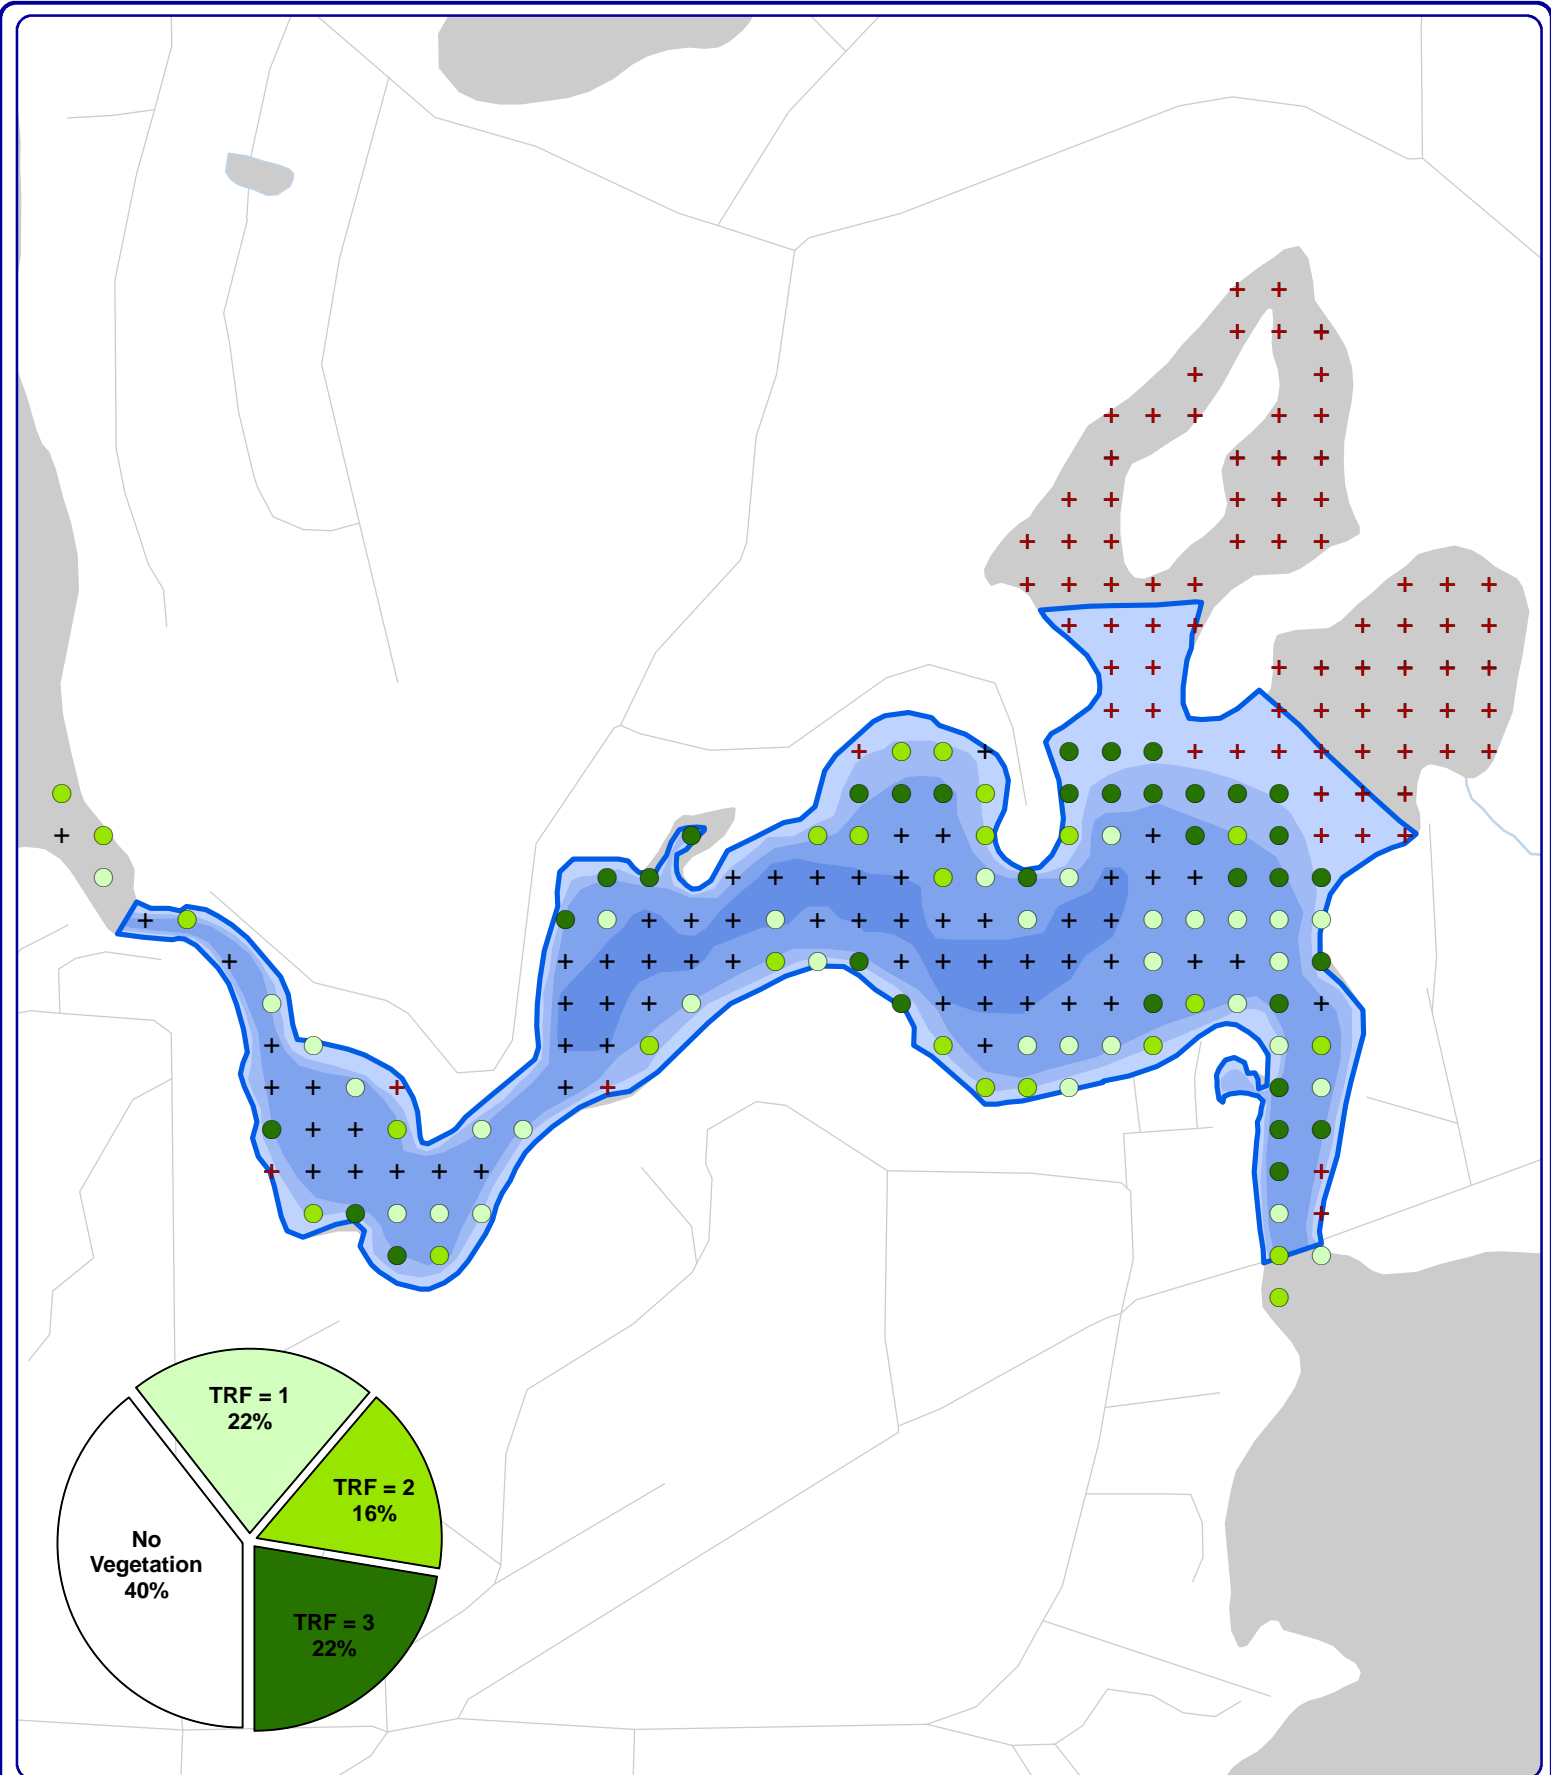 TRF = 1
22%
TRF = 2
16%
No
Vegetation
40%
TRF = 3
22%